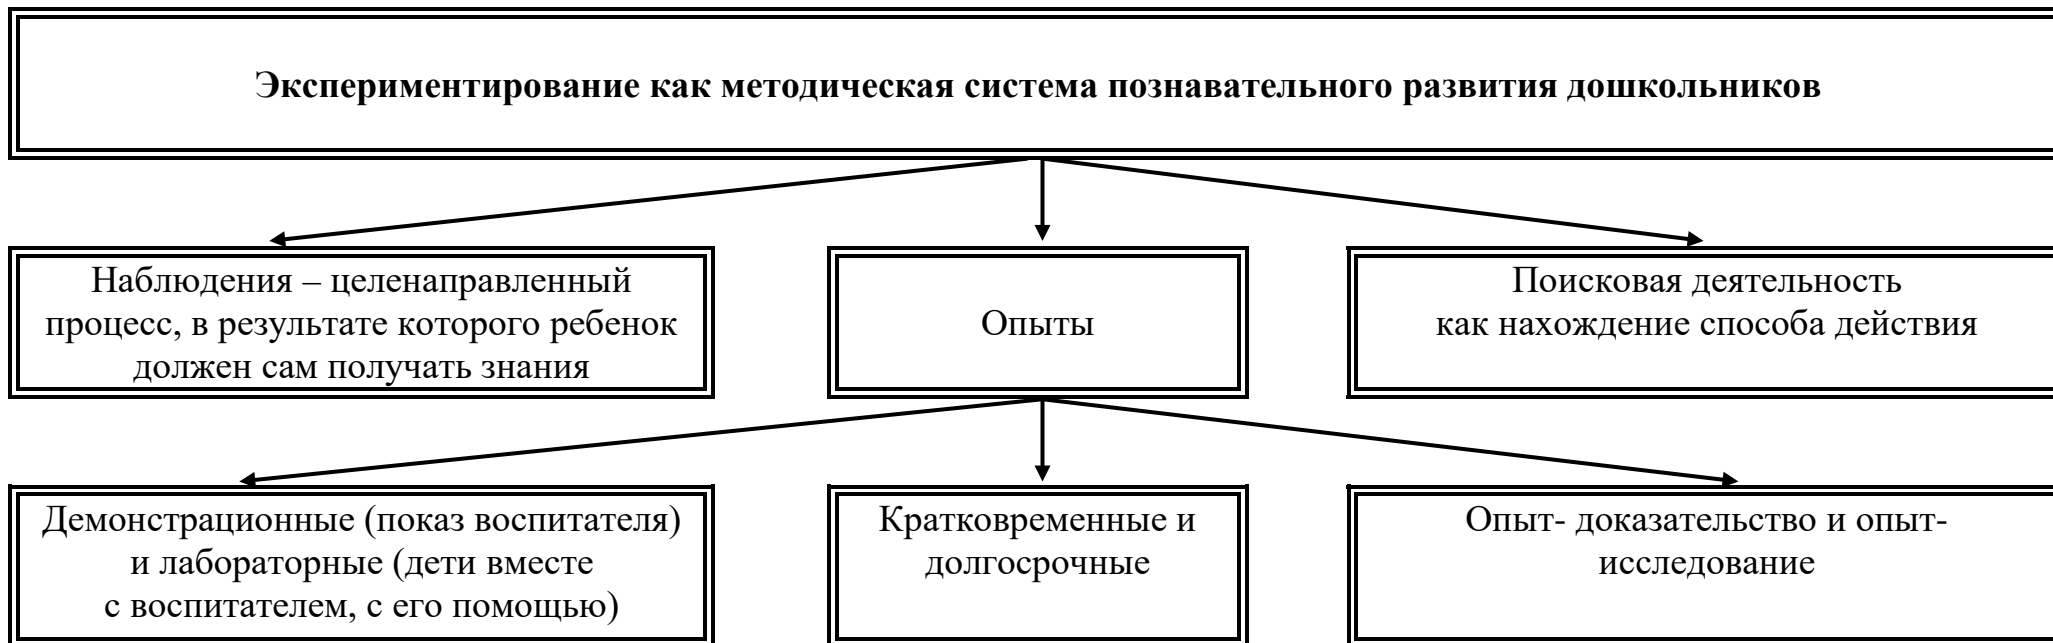 Экспериментирование как методическая система познавательного развития дошкольников
Наблюдения – целенаправленный
процесс, в результате которого ребенок
должен сам получать знания
Опыты
Поисковая деятельность
как нахождение способа действия
Демонстрационные (показ воспитателя)
и лабораторные (дети вместе
с воспитателем, с его помощью)
Кратковременные и
долгосрочные
Опыт- доказательство и опыт-
исследование